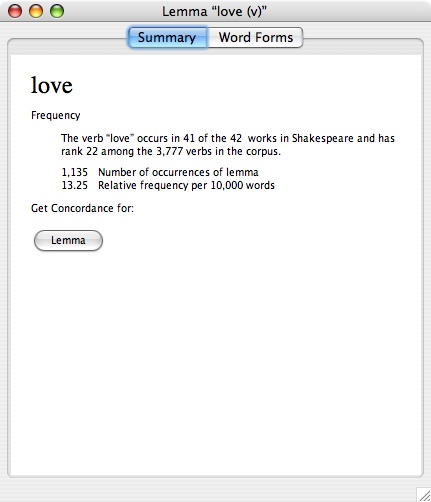 Lemma “love (v)”
Summary Word Forms
love
Frequency
The verb “love” occurs in 41 of the 42 works in Shakespeare and has
rank 22 among the 3,777 verbs in the corpus.
1,135 Number of occurrences of lemma
13.25 Relative frequency per 10,000 words
Get Concordance for:
Lemma